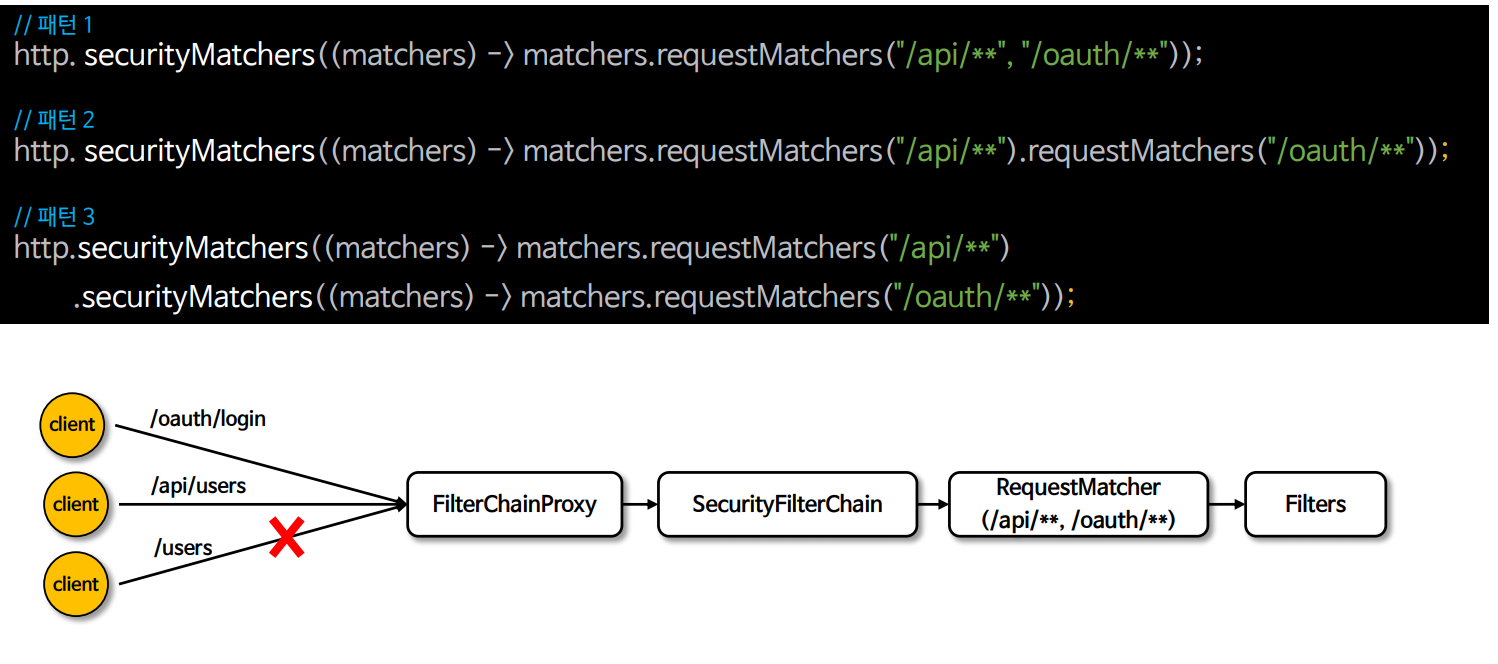 // 패턴 1
http. securityMatchers((matchers) -> matchers.requestMatchers("/api/**", "/oauth/**"));
// 패턴 2
http. securityMatchers((matchers) -> matchers.requestMatchers("/api/**").requestMatchers("/oauth/**"));
// 패턴 3
http.securityMatchers((matchers) -> matchers.requestMatchers("/api/**")
.securityMatchers((matchers) -> matchers.requestMatchers("/oauth/**"));
client
/oauth/login
client
/api/users
client
/users
FilterChainProxy
SecurityFilterChain
RequestMatcher
(/api/**, /oauth/**)
Filters